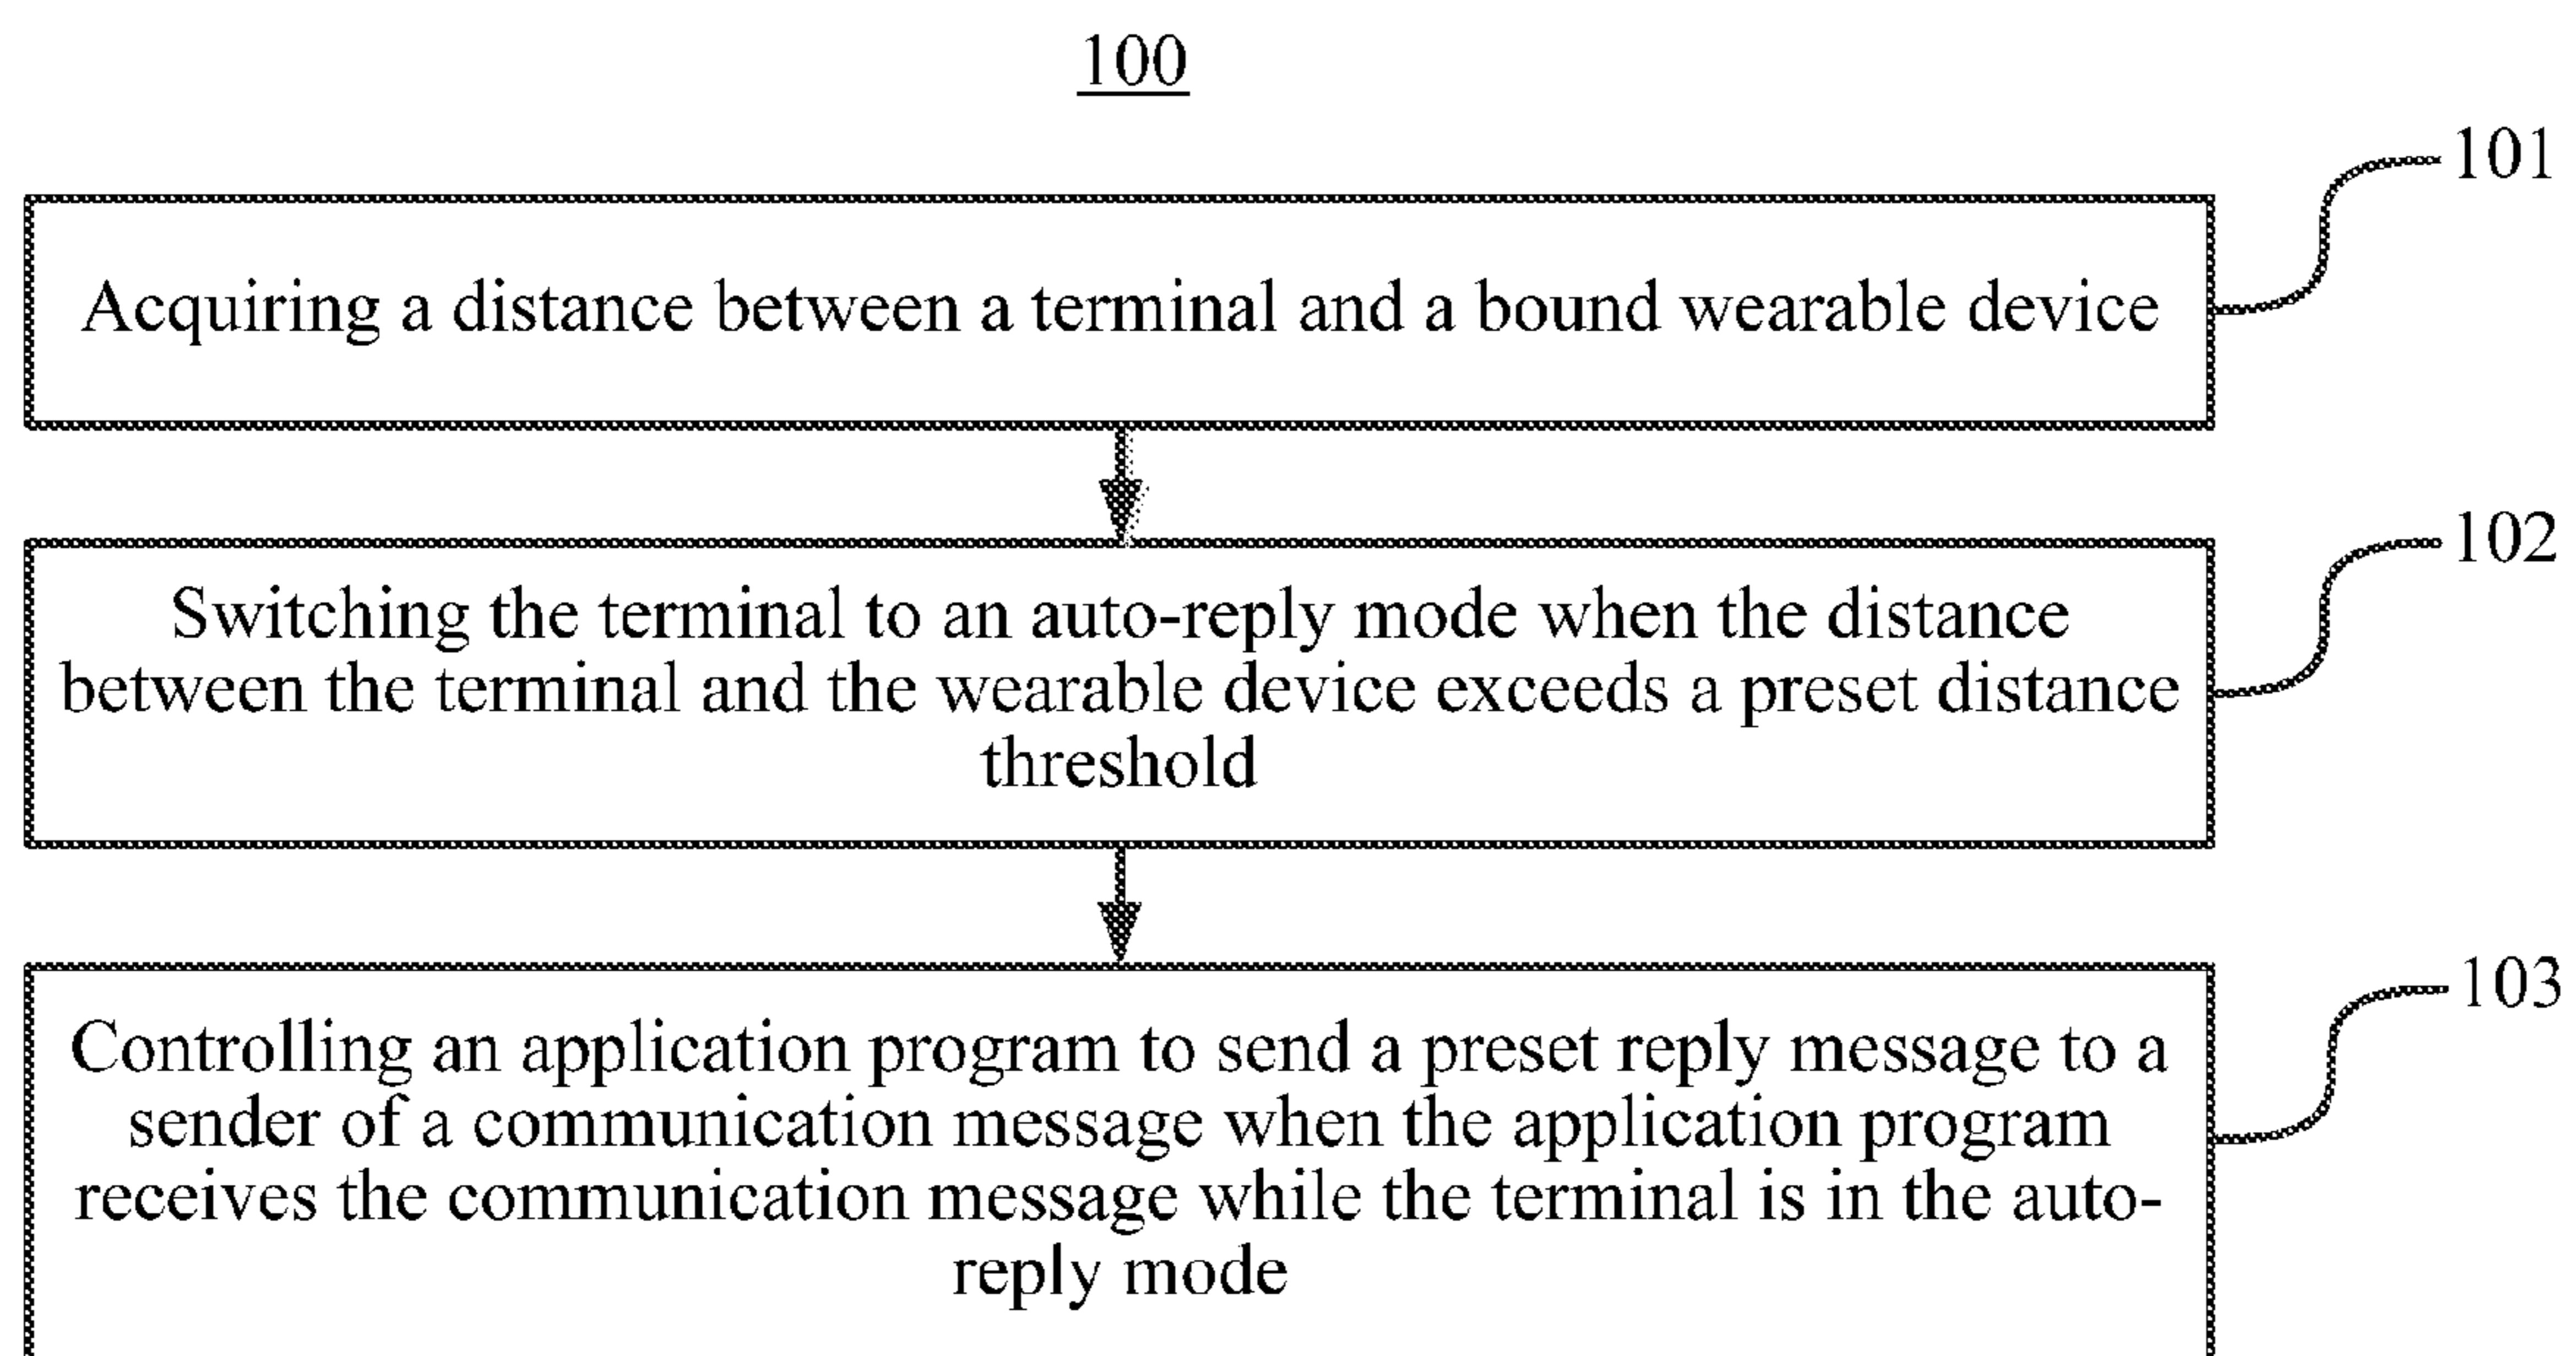 100
101
Acquiring a distance between a terminal and a bound wearable device
102
Switching the terminal to an auto-reply mode when the distance
between the terminal and the wearable device exceeds a preset distance
threshold
103
Controlling an application program to send a preset reply message to a
sender of a communication message when the application program
receives the communication message while the terminal is in the auto-
reply mode